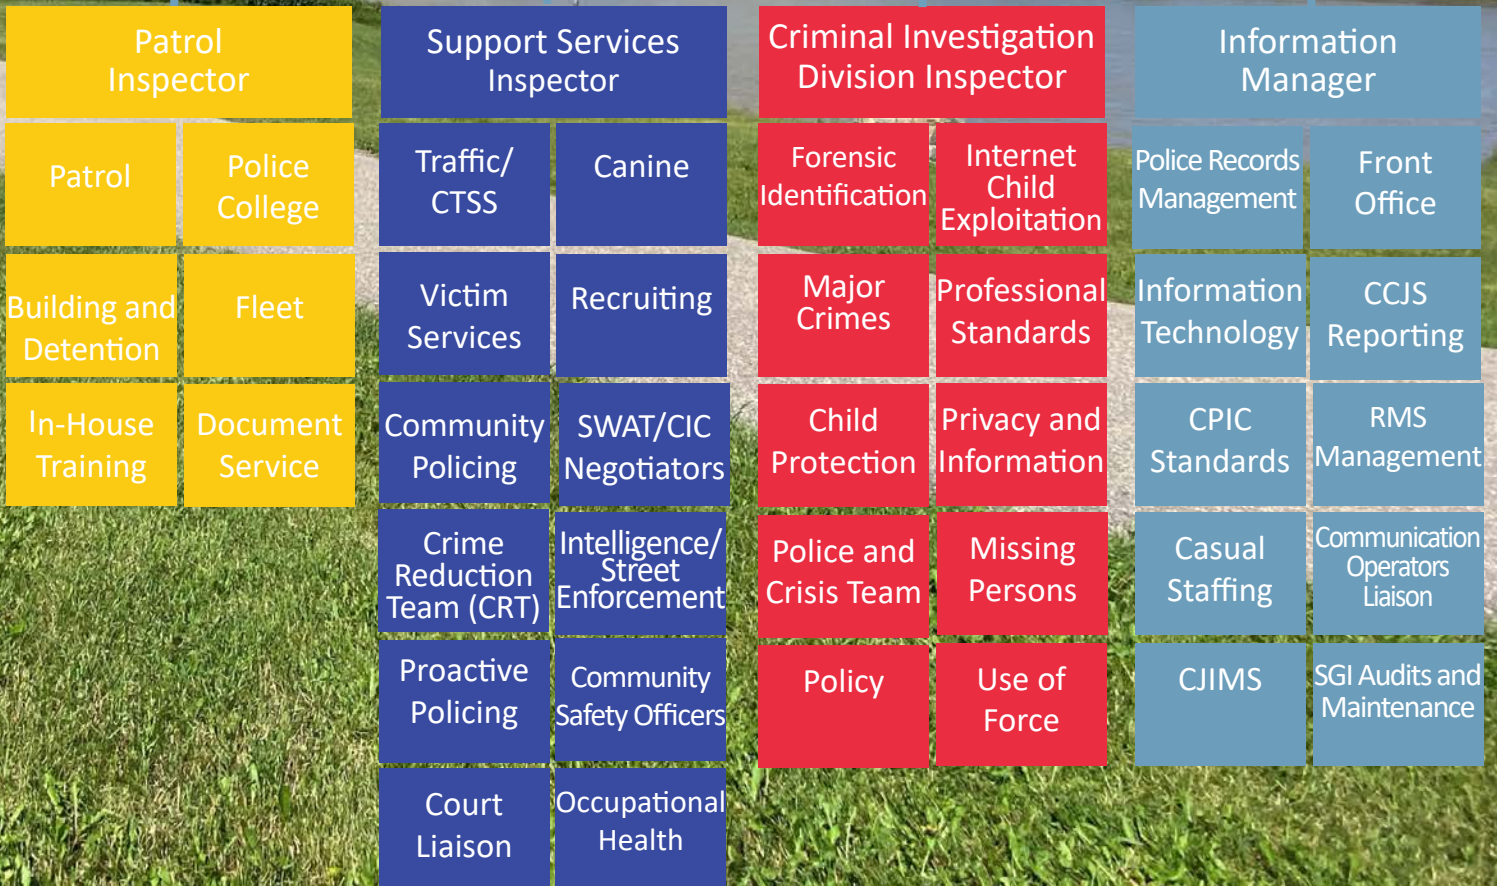 Patrol
Inspector
Support Services
Inspector
Criminal Investigation
Division Inspector
Information
Manager
Patrol
Police
College
Traffic/
CTSS
Canine
Forensic
Identification
Internet
Child
Exploitation
Police Records
Management
Front
Office
Building and
Detention
Fleet
Victim
Services
Recruiting
Major
Crimes
Professional
Standards
Information
Technology
CCJS
Reporting
In-House
Training
Document
Service
Community
Policing
SWAT/CIC
Negotiators
Child
Protection
Privacy and
Information
CPIC
Standards
RMS
Management
Crime
Reduction
Team (CRT)
Intelligence/
Street
Enforcement
Police and
Crisis Team
Missing
Persons
Casual
Staffing
Communication
Operators
Liaison
Proactive
Policing
Community
Safety Officers
Policy
Use of
Force
CJIMS
SGI Audits and
Maintenance
Court
Liaison
Occupational
Health